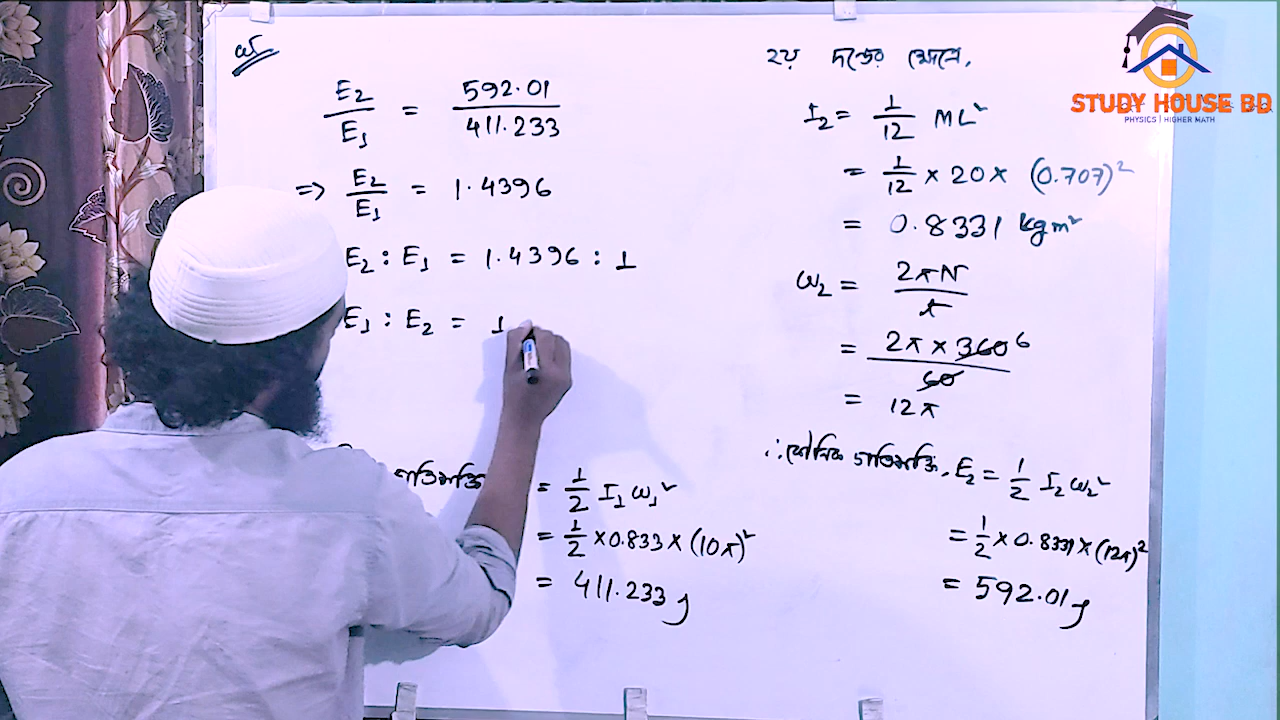 E₂/E₁ = 592.01/411.233
=> E₂/E₁ = 1.4396
E₂ : E₁ = 1.4396 : 1
E₁ : E₂ = 1
গতিশক্তি = 1/2 I₁ω₁²
= 1/2 × 0.833 × (10π)²
= 411.233 J
২য় দন্ডের ক্ষেত্রে,
I₂ = 1/12 ML²
= 1/12 × 20 × (0.707)²
= 0.8331 kgm²
ω₂ = 2πN/t
= 2π × 360 6/60
= 12π
∴ কৌনিক গতিশক্তি, E₂ = 1/2 I₂ω₂²
= 1/2 × 0.8331 × (12π)²
= 592.01 J
STUDY HOUSE BD
PHYSICS | HIGHER MATH